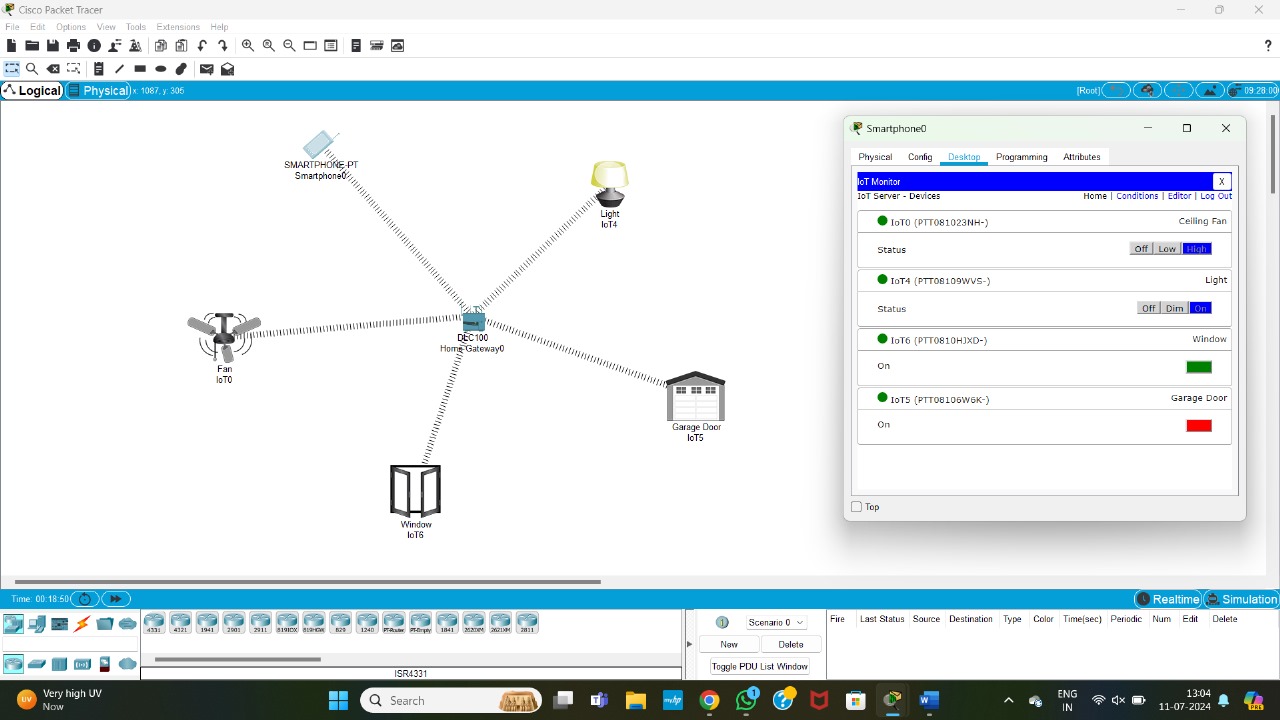 Cisco Packet Tracer
File Edit Options View Tools Extensions Help
?
Logical Physical x: 1087, y: 305 [Root] 09:28:00
SMARTPHONE-PT
Smartphone0
Light
IoT4
DLC100
Home Gateway0
Fan
IoT0
Garage Door
IoT5
Window
IoT6
Smartphone0
Physical Config Desktop Programming Attributes
IoT Monitor X
IoT Server - Devices Home | Conditions | Editor | Log Out
IoT0 (PTT081023NH-) Ceiling Fan
Status Off Low High
IoT4 (PTT08109WVS-) Light
Status Off Dim On
IoT6 (PTT0810HJXD-) Window
On
IoT5 (PTT08106W6K-) Garage Door
On
Top
Time: 00:18:50 Realtime Simulation
4331 4321 1941 2901 2911 819IOX 819HGW 829 1240 PT-Router PT-Empty 1841 2620XM 2621XM 2811
ISR4331
Scenario 0
New Delete
Toggle PDU List Window
Fire Last Status Source Destination Type Color Time(sec) Periodic Num Edit Delete
Very high UV
Now
Search
1
ENG
IN
13:04
11-07-2024